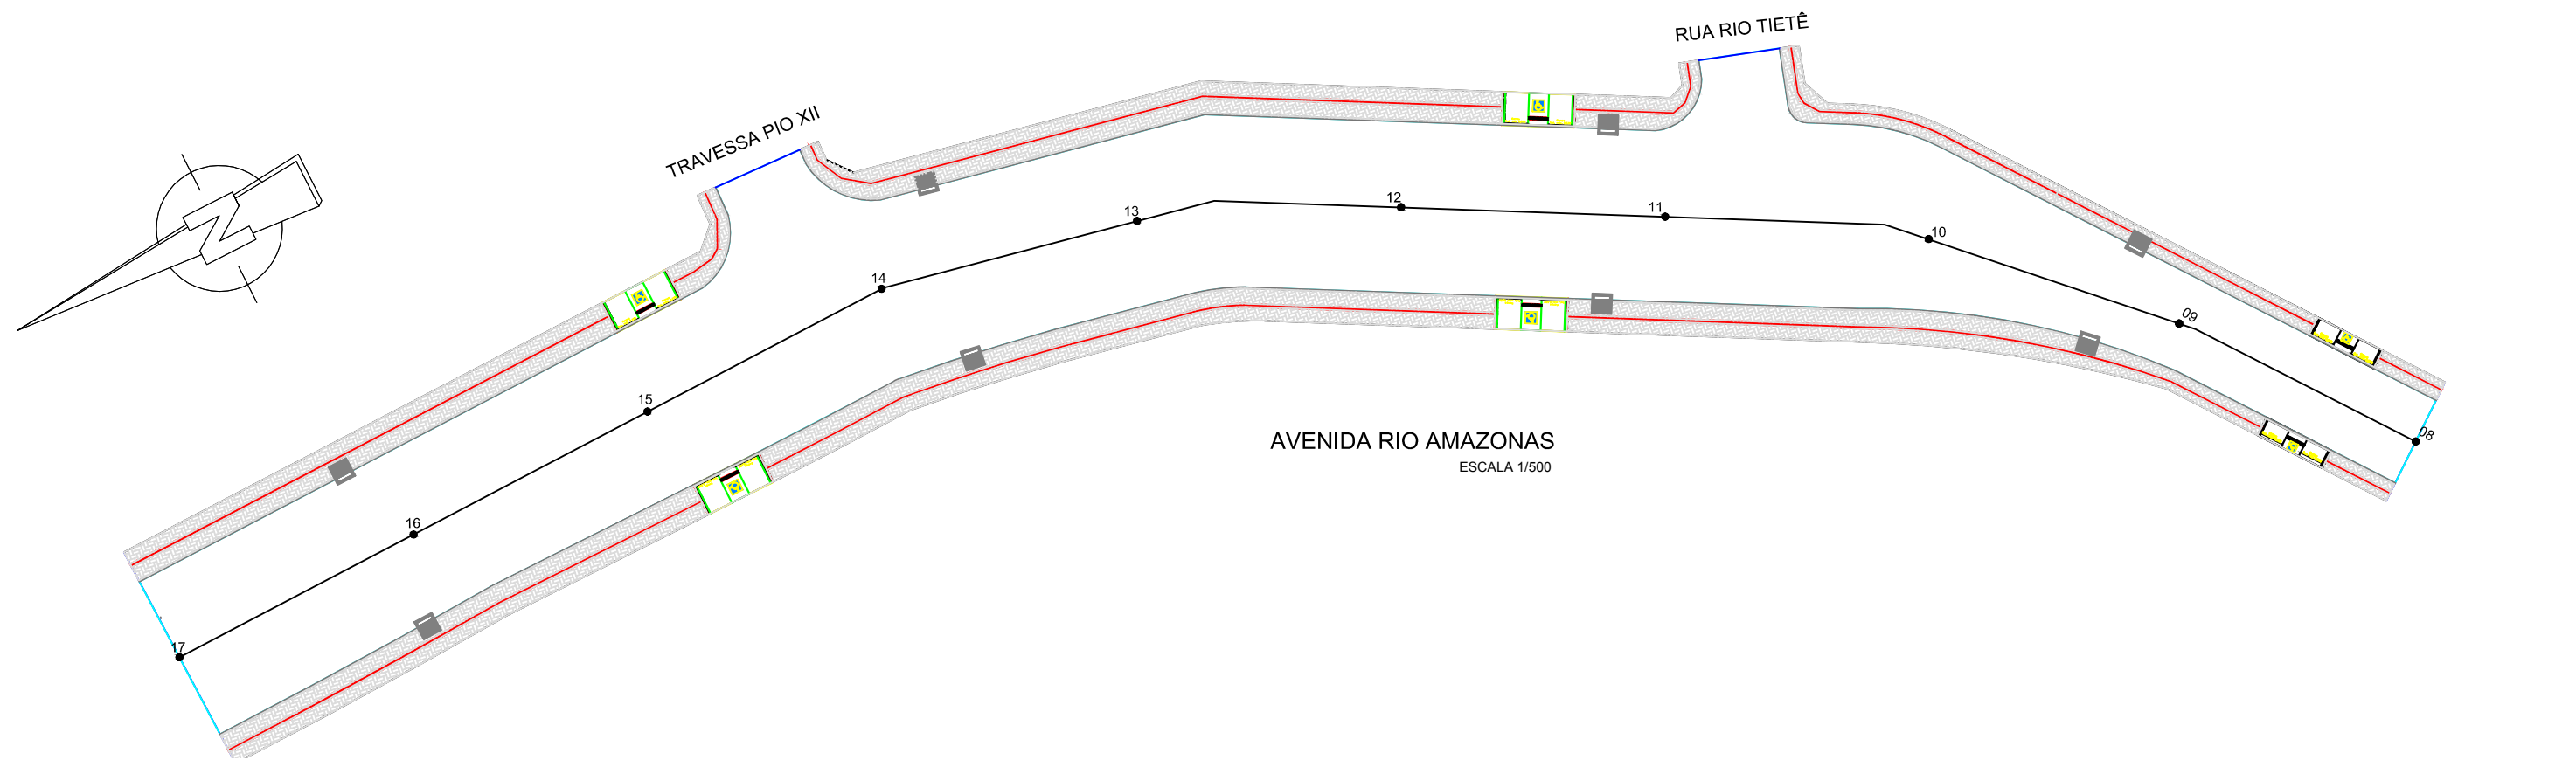 RUA RIO TIETÊ
TRAVESSA PIO XII
N
12
13
11
10
14
09
15
08
AVENIDA RIO AMAZONAS
ESCALA 1/500
16
17